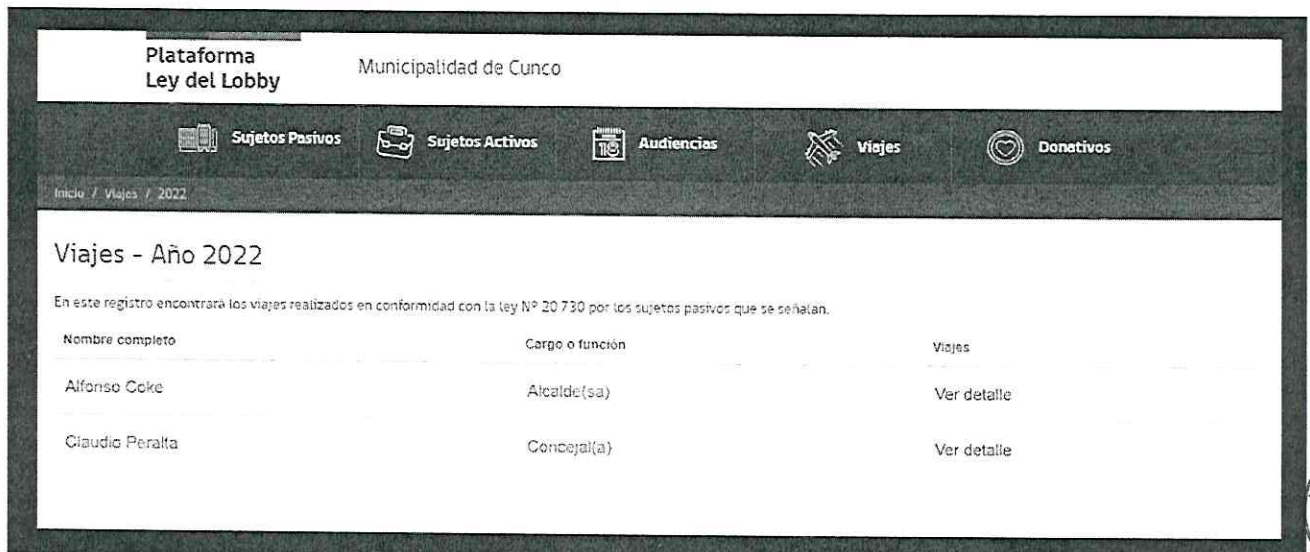 Plataforma
Ley del Lobby
Municipalidad de Cunco
Sujetos Pasivos
Sujetos Activos
Audiencias
Viajes
Donativos
Inicio / Viajes / 2022
Viajes - Año 2022
En este registro encontrará los viajes realizados en conformidad con la ley Nº 20.730 por los sujetos pasivos que se señalan.
Nombre completo Cargo o función Viajes
Alfonso Coke Alcalde(sa) Ver detalle
Claudio Peralta Concejal(a) Ver detalle